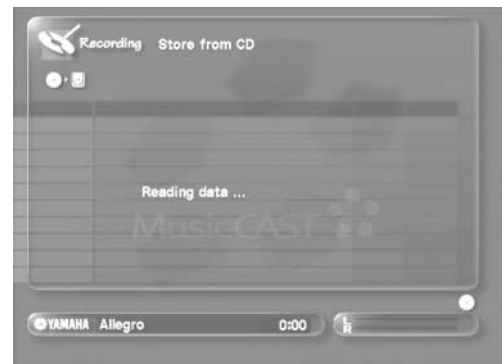 Recording Store from CD
Reading data ...
MusicCAST
YAMAHA Allegro 0:00 L
R